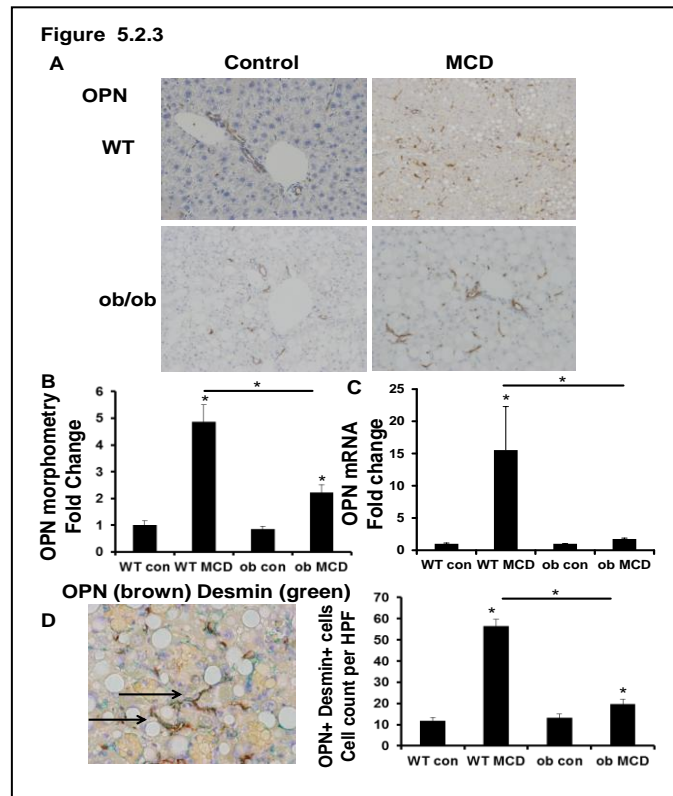 Figure 5.2.3
A
Control MCD
OPN
WT
ob/ob
B
OPN morphometry
Fold Change
6
5
4
3
2
1
0
*
*
*
WT con WT MCD ob con ob MCD
C
OPN mRNA
Fold change
25
20
15
10
5
0
*
*
WT con WT MCD ob con ob MCD
OPN (brown) Desmin (green)
D
OPN+ Desmin+ cells
Cell count per HPF
70
60
50
40
30
20
10
0
*
*
*
WT con WT MCD ob con ob MCD